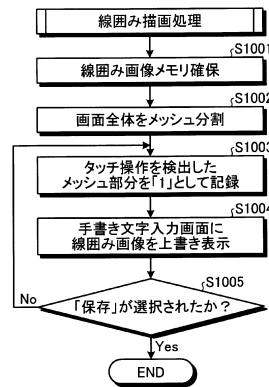 線囲み描画処理
S1001
線囲み画像メモリ確保
S1002
画面全体をメッシュ分割
S1003
タッチ操作を検出した
メッシュ部分を「1」として記録
S1004
手書き文字入力画面に
線囲み画像を上書き表示
S1005
「保存」が選択されたか?
No
Yes
END